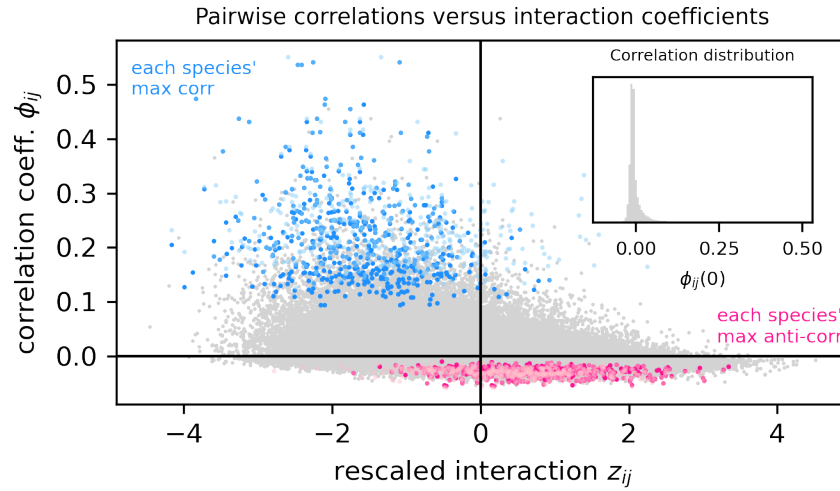 Pairwise correlations versus interaction coefficients
each species'
max corr
Correlation distribution
0.00 0.25 0.50
ϕij(0)
each species'
max anti-corr
0.5
0.4
0.3
0.2
0.1
0.0
correlation coeff. ϕij
−4 −2 0 2 4
rescaled interaction zij